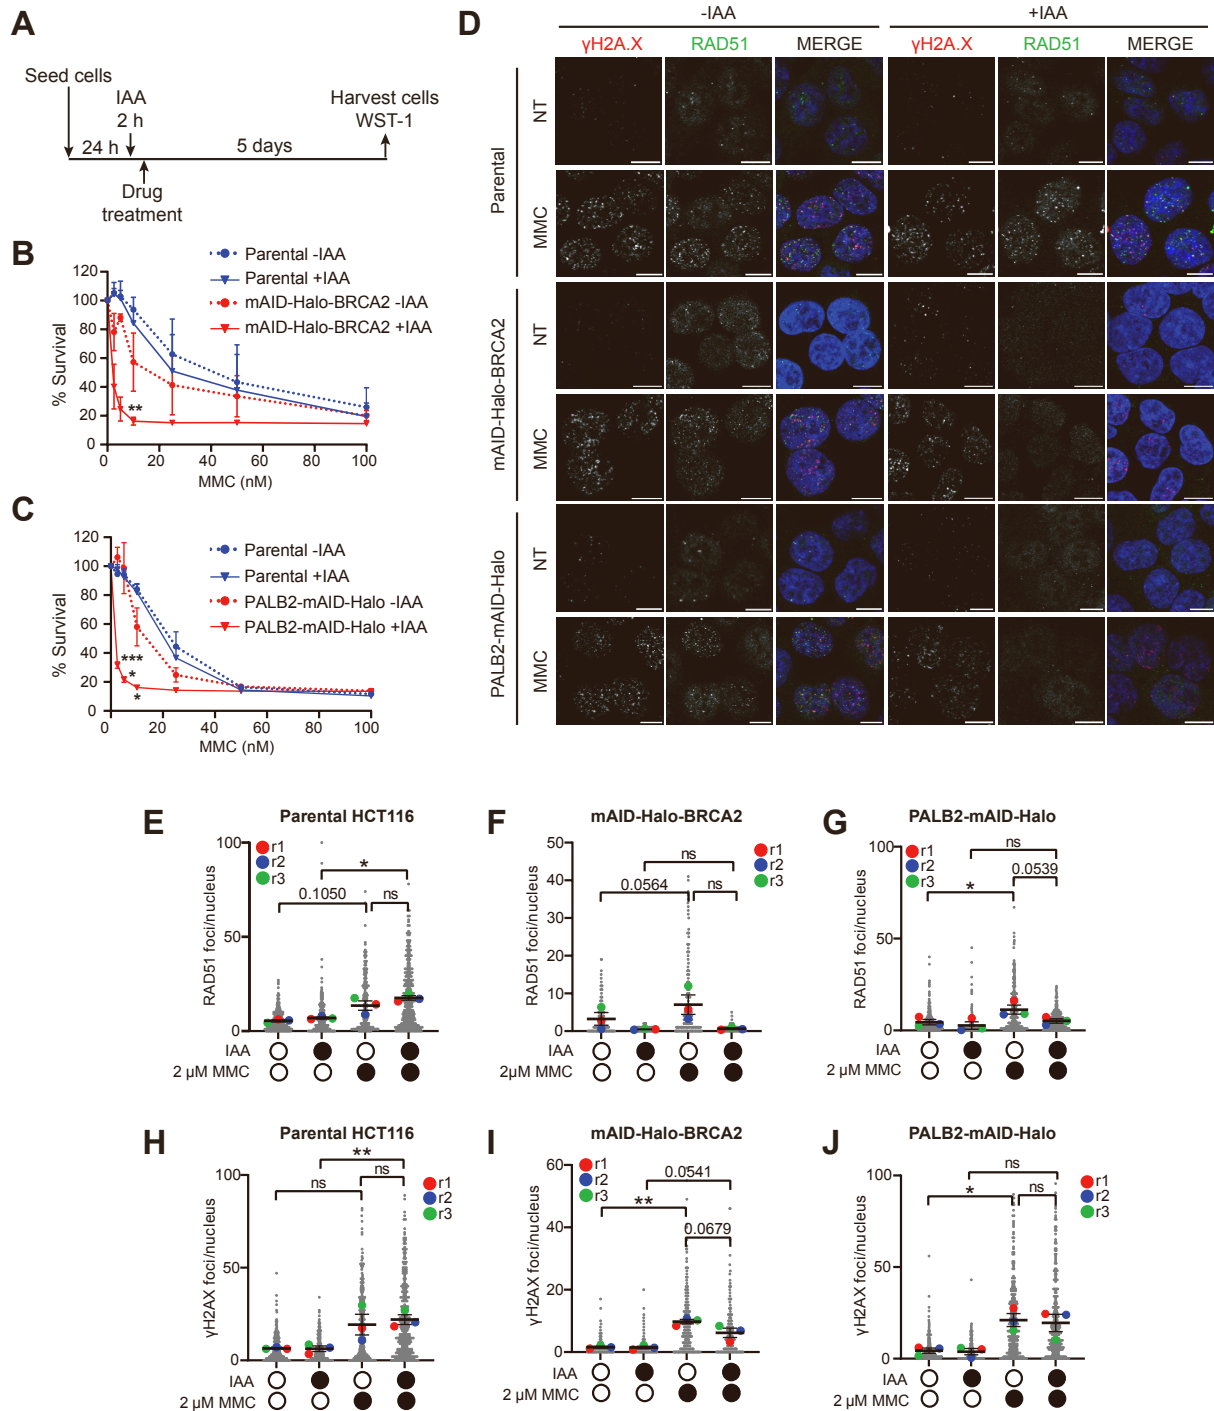 A
Seed cells
IAA
2 h
Harvest cells
WST-1
24 h
5 days
Drug
treatment
B
Parental -IAA
Parental +IAA
mAID-Halo-BRCA2 -IAA
mAID-Halo-BRCA2 +IAA
% Survival
120
100
80
60
40
20
0
**
0 20 40 60 80 100
MMC (nM)
C
Parental -IAA
Parental +IAA
PALB2-mAID-Halo -IAA
PALB2-mAID-Halo +IAA
% Survival
120
100
80
60
40
20
0
***
*
*
0 20 40 60 80 100
MMC (nM)
D
-IAA +IAA
γH2A.X RAD51 MERGE γH2A.X RAD51 MERGE
Parental
NT
MMC
mAID-Halo-BRCA2
NT
MMC
PALB2-mAID-Halo
NT
MMC
E
Parental HCT116
r1
r2
r3
RAD51 foci/nucleus
100
50
0
*
0.1050
ns
IAA
2 μM MMC
F
mAID-Halo-BRCA2
r1
r2
r3
RAD51 foci/nucleus
50
40
30
20
10
0
ns
0.0564
ns
G
PALB2-mAID-Halo
r1
r2
r3
RAD51 foci/nucleus
100
50
0
ns
0.0539
*
IAA
2 μM MMC
H
Parental HCT116
r1
r2
r3
γH2AX foci/nucleus
100
50
0
**
ns
ns
IAA
2 μM MMC
I
mAID-Halo-BRCA2
r1
r2
r3
γH2AX foci/nucleus
60
40
20
0
0.0541
**
0.0679
IAA
2 μM MMC
J
PALB2-mAID-Halo
r1
r2
r3
γH2AX foci/nucleus
100
50
0
ns
*
ns
IAA
2 μM MMC